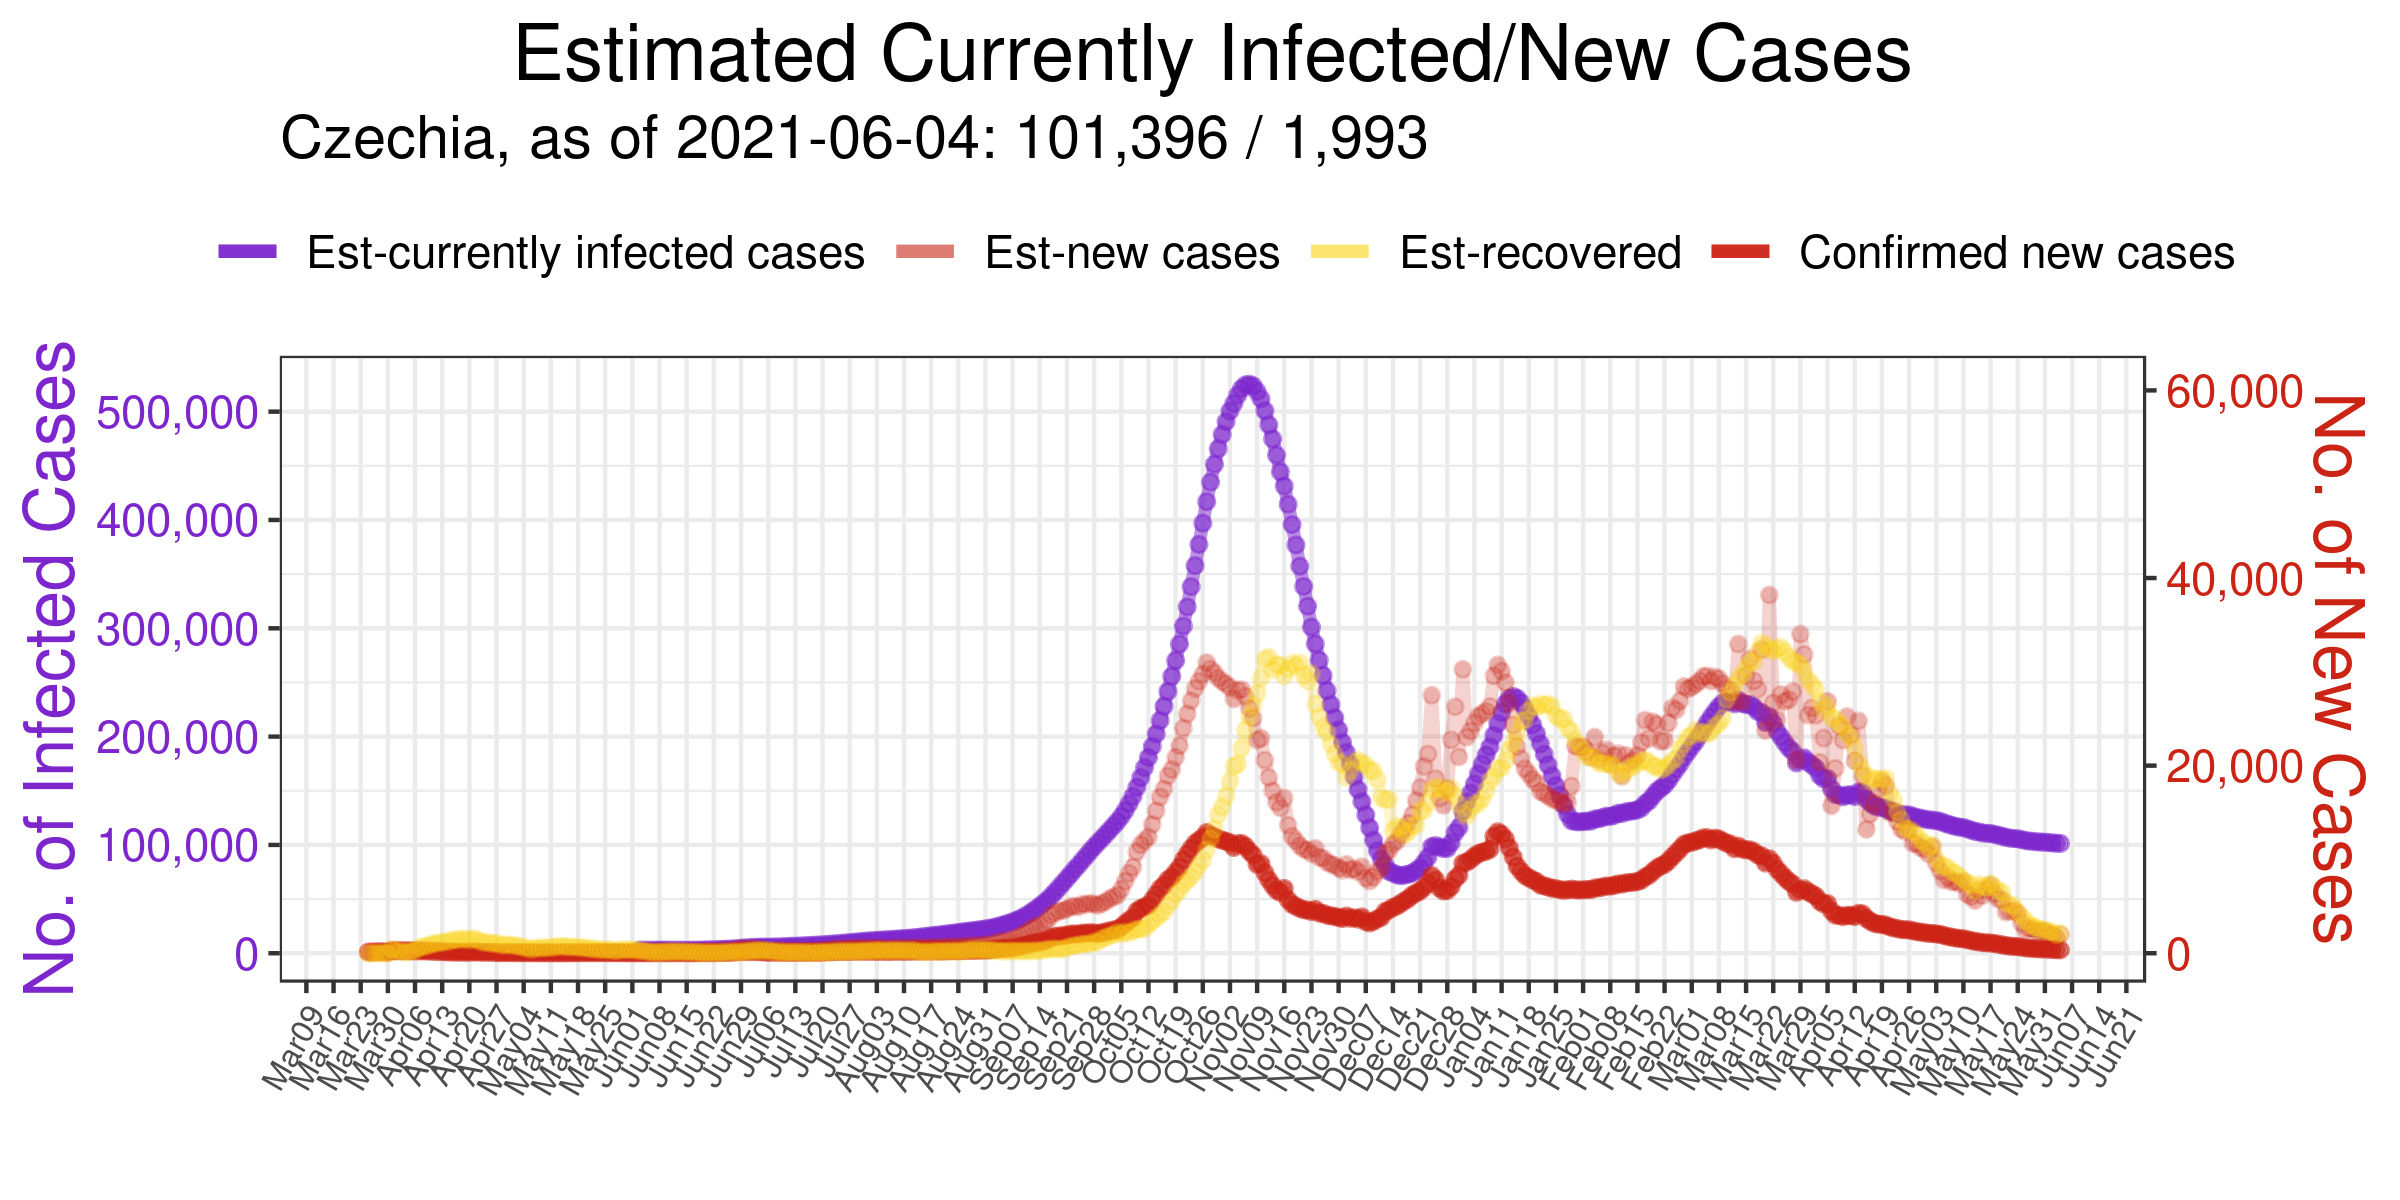 Estimated Currently Infected/New Cases
Czechia, as of 2021-06-04: 101,396 / 1,993
Est-currently infected cases Est-new cases Est-recovered Confirmed new cases
No. of Infected Cases
500,000
400,000
300,000
200,000
100,000
0
60,000
40,000
20,000
0
No. of New Cases
Mar09
Mar16
Mar23
Mar30
Apr06
Apr13
Apr20
Apr27
May04
May11
May18
May25
Jun01
Jun08
Jun15
Jun22
Jun29
Jul06
Jul13
Jul20
Jul27
Aug03
Aug10
Aug17
Aug24
Aug31
Sep07
Sep14
Sep21
Sep28
Oct05
Oct12
Oct19
Oct26
Nov02
Nov09
Nov16
Nov23
Nov30
Dec07
Dec14
Dec21
Dec28
Jan04
Jan11
Jan18
Jan25
Feb01
Feb08
Feb15
Feb22
Mar01
Mar08
Mar15
Mar22
Mar29
Apr05
Apr12
Apr19
Apr26
May03
May10
May17
May24
May31
Jun07
Jun14
Jun21